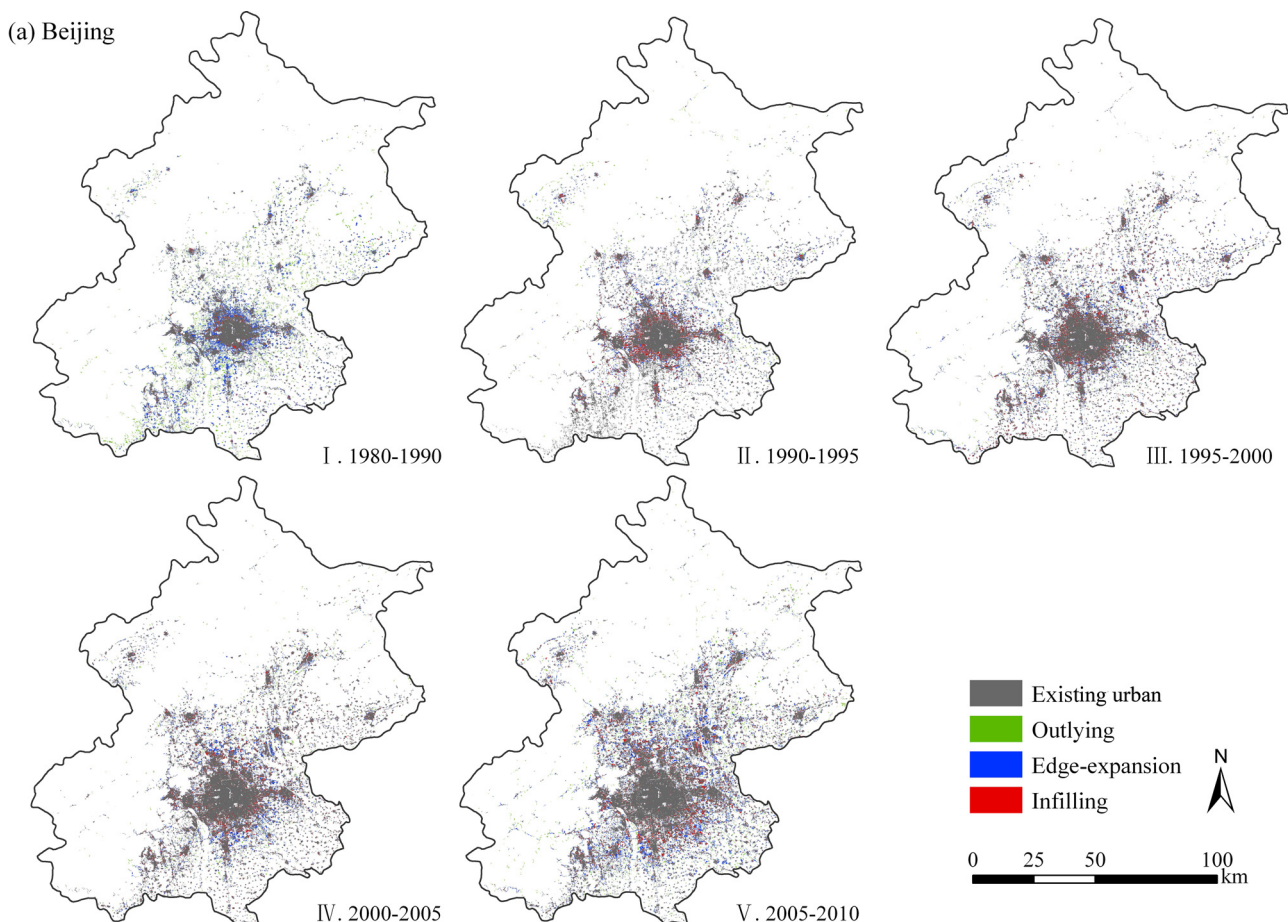 (a) Beijing
Ⅰ. 1980-1990
Ⅱ. 1990-1995
Ⅲ. 1995-2000
Ⅳ. 2000-2005
Ⅴ. 2005-2010
Existing urban
Outlying
Edge-expansion
Infilling
N
0 25 50 100
km